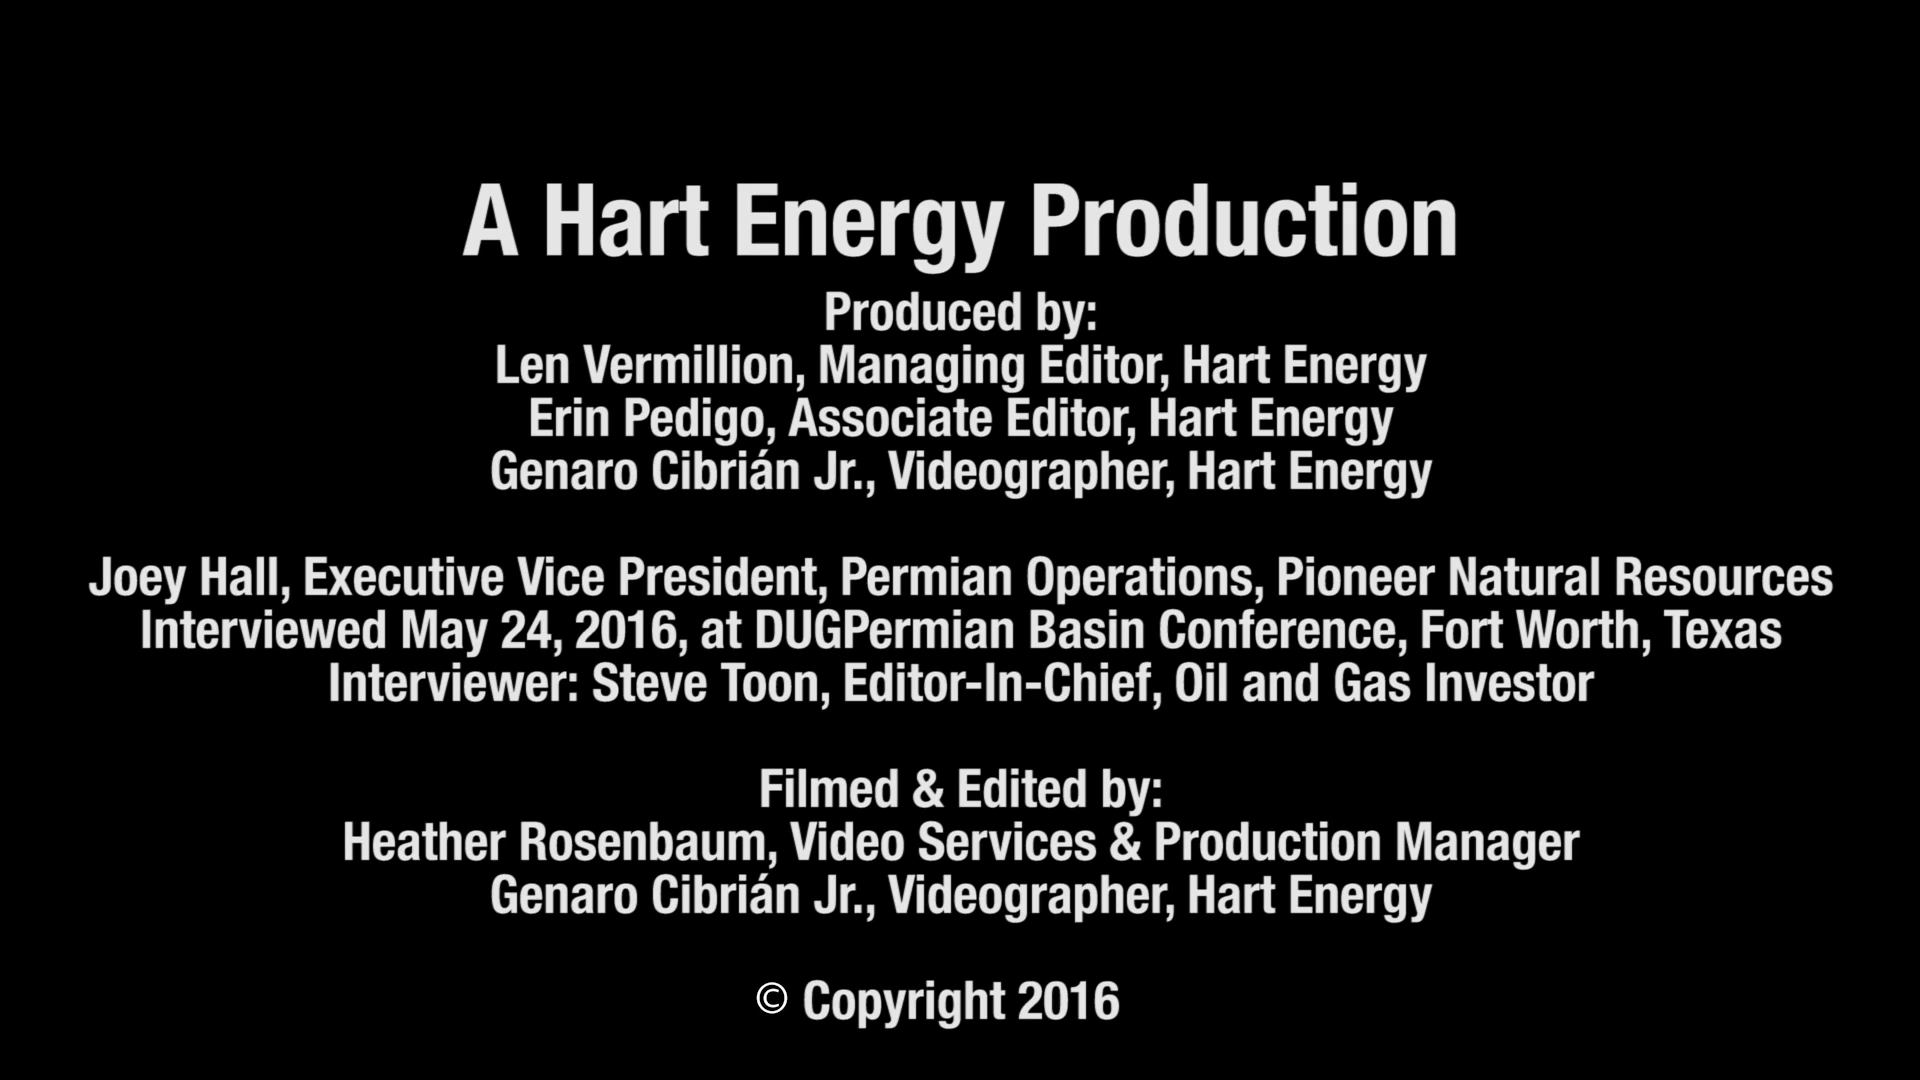 A Hart Energy Production
Produced by:
Len Vermillion, Managing Editor, Hart Energy
Erin Pedigo, Associate Editor, Hart Energy
Genaro Cibrián Jr., Videographer, Hart Energy
Joey Hall, Executive Vice President, Permian Operations, Pioneer Natural Resources
Interviewed May 24, 2016, at DUGPermian Basin Conference, Fort Worth, Texas
Interviewer: Steve Toon, Editor-In-Chief, Oil and Gas Investor
Filmed & Edited by:
Heather Rosenbaum, Video Services & Production Manager
Genaro Cibrián Jr., Videographer, Hart Energy
© Copyright 2016